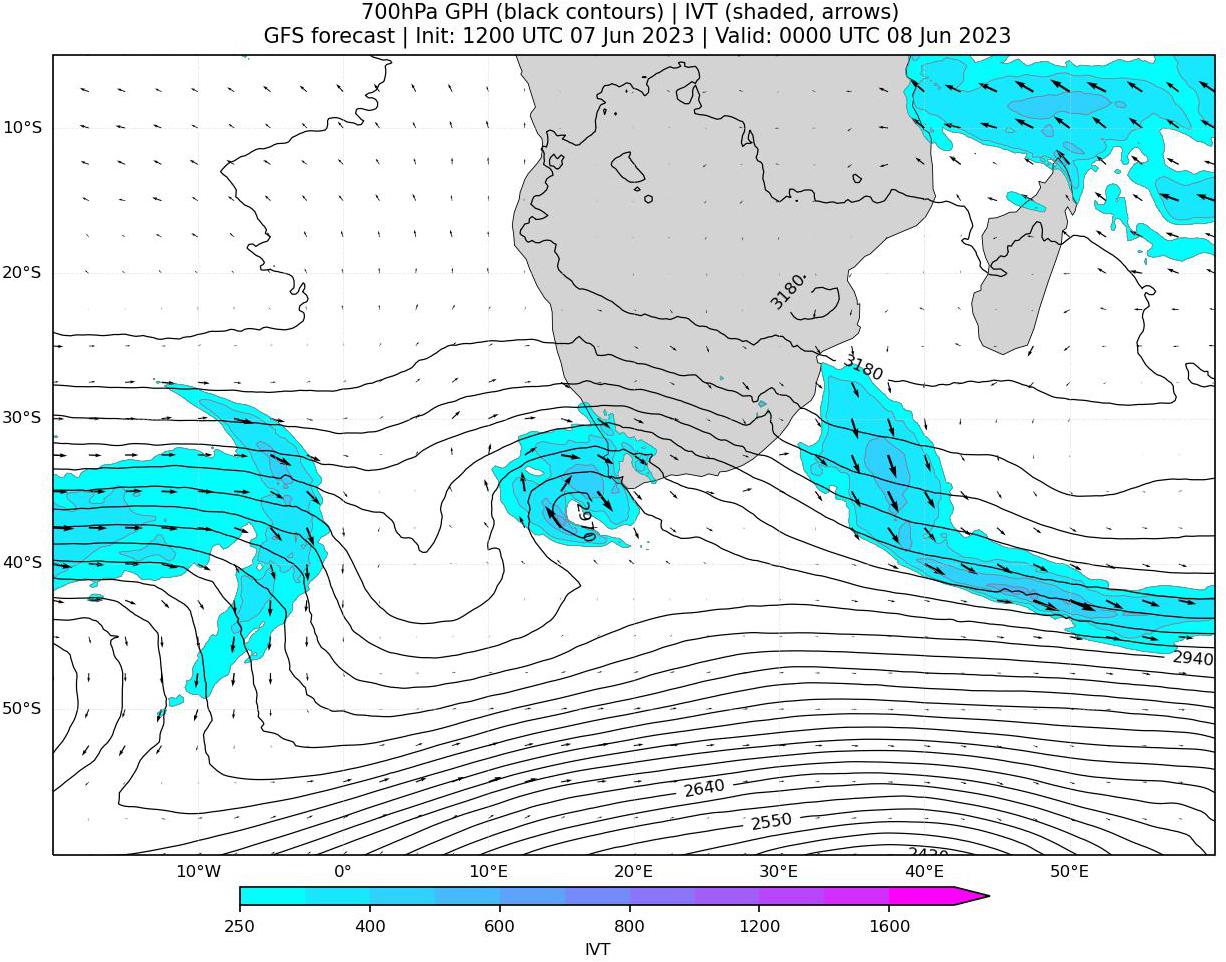 700hPa GPH (black contours) | IVT (shaded, arrows)
GFS forecast | Init: 1200 UTC 07 Jun 2023 | Valid: 0000 UTC 08 Jun 2023
10°S
20°S
30°S
40°S
50°S
3180
3180
2970
2940
2640
2550
10°W
0°
10°E
20°E
30°E
40°E
50°E
250
400
600
800
1200
1600
IVT